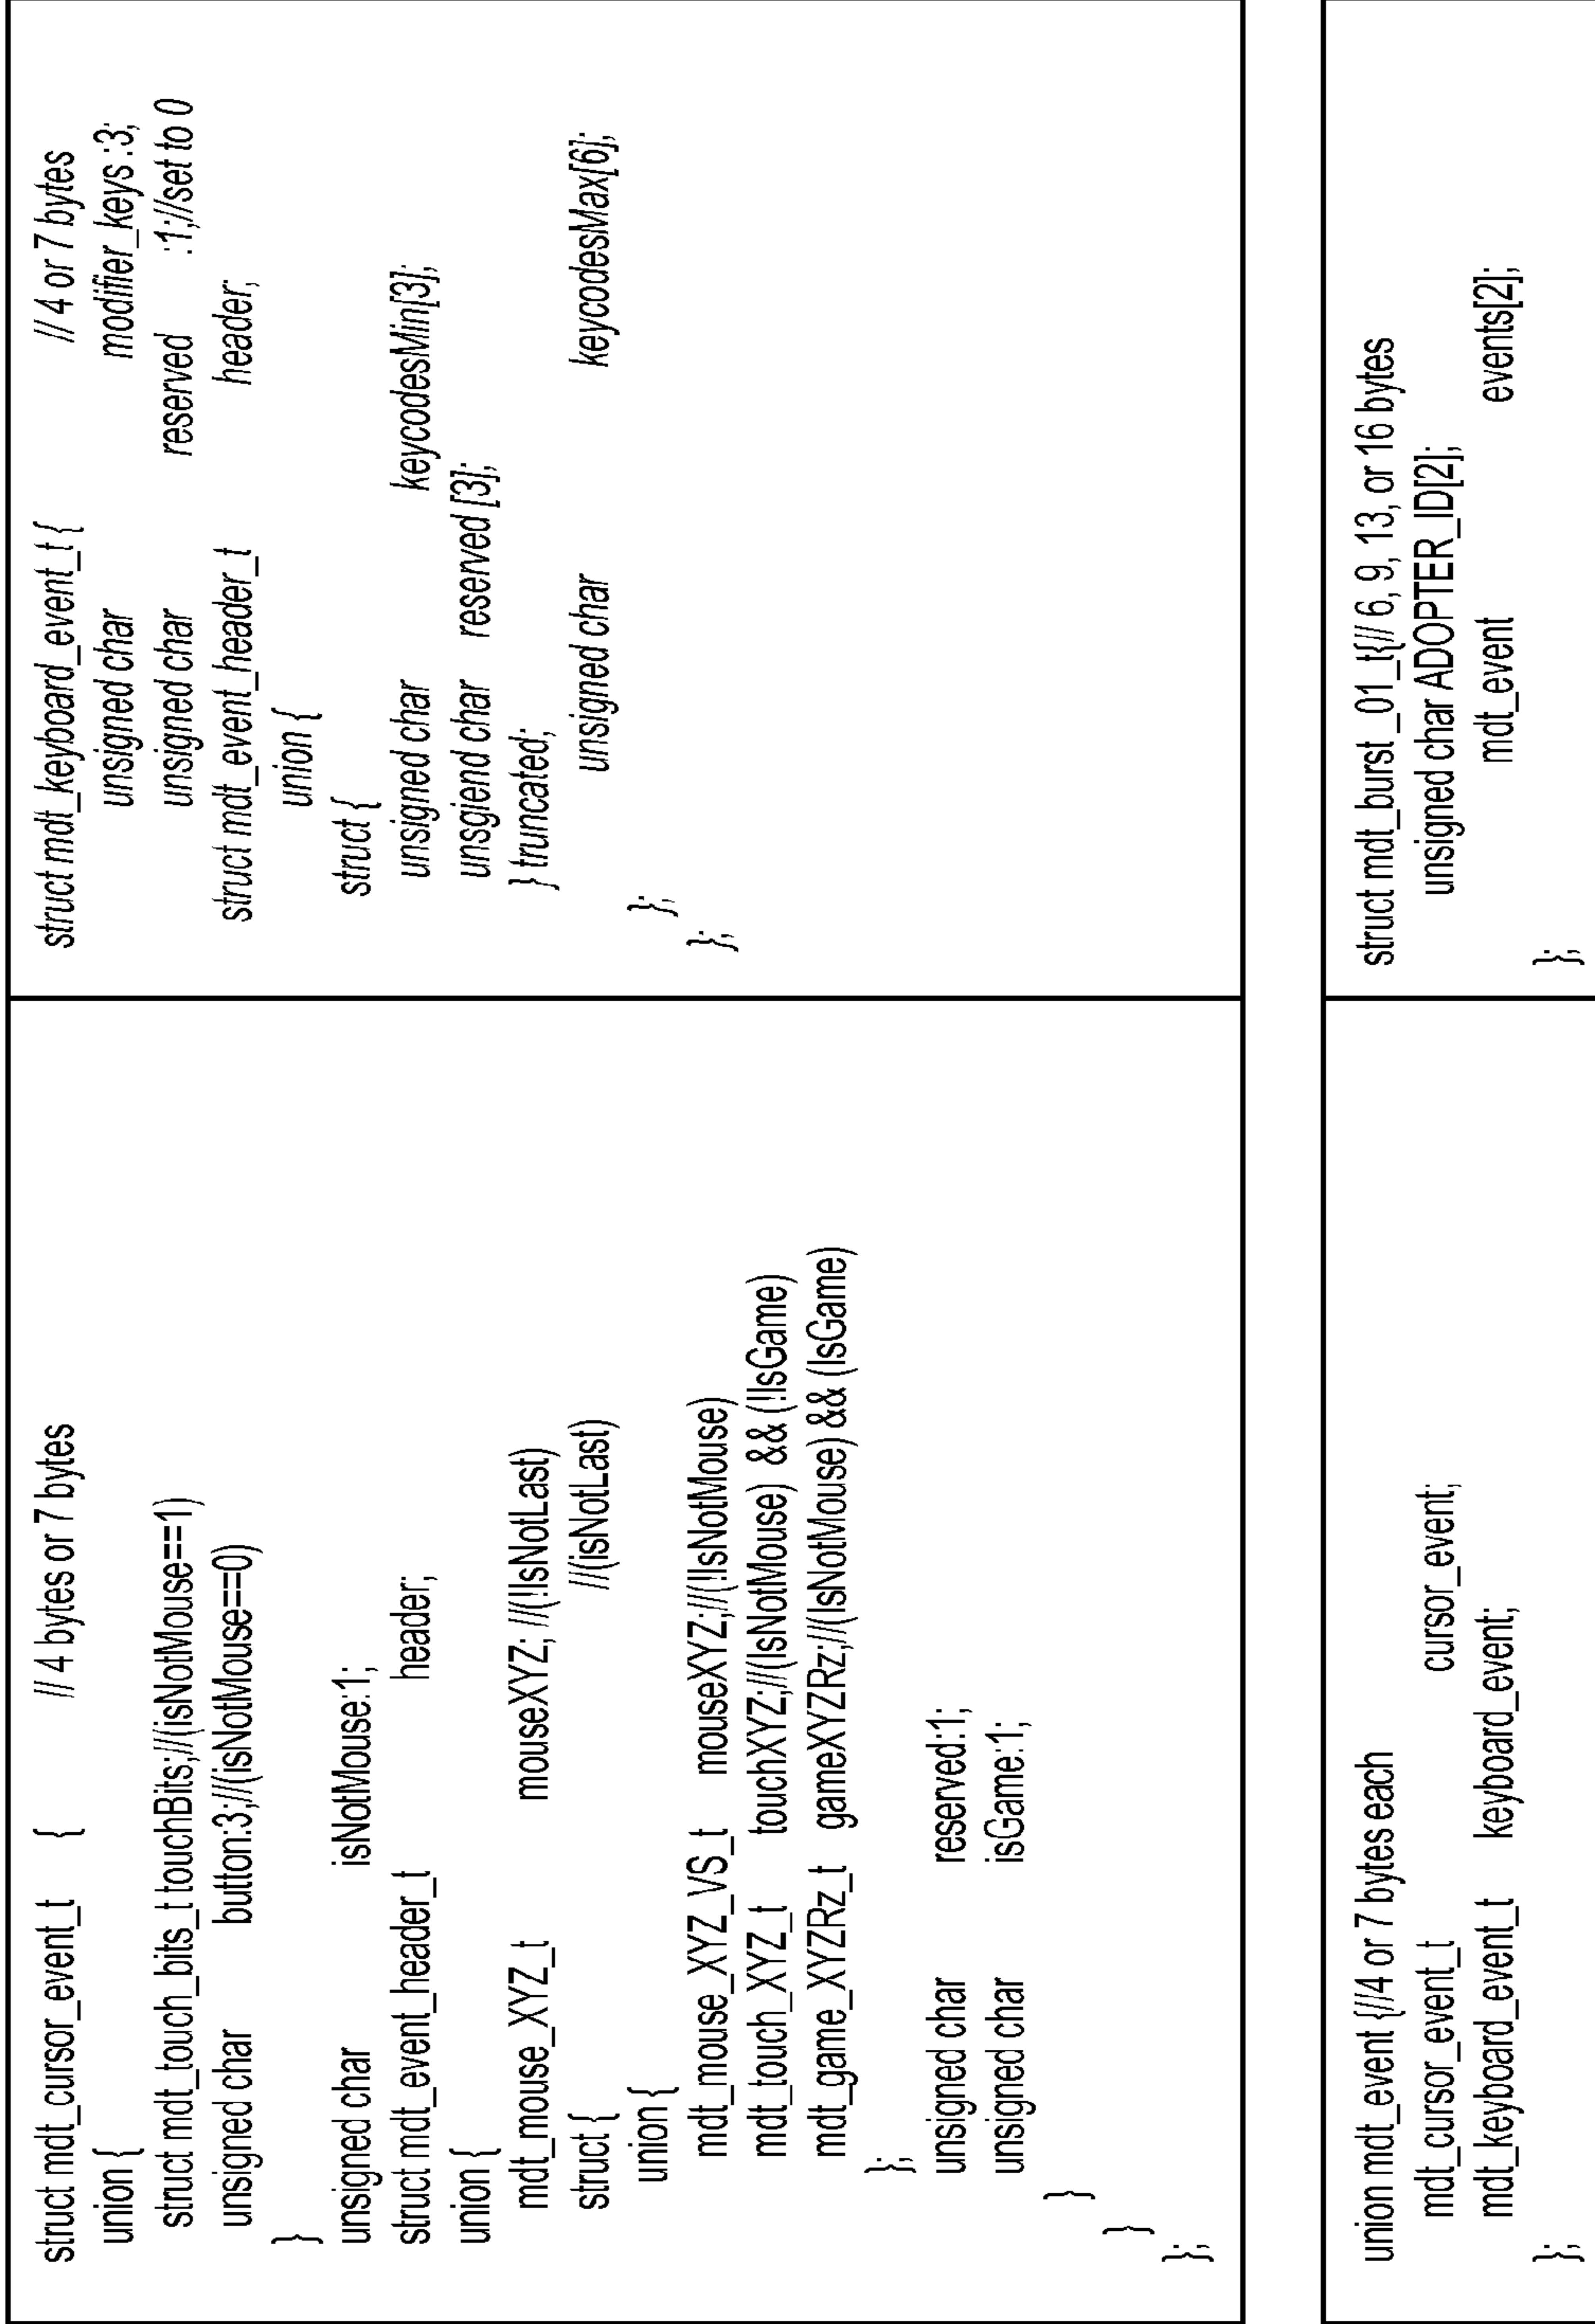 struct mdt_cursor_event_t { // 4 bytes or 7 bytes
union {
struct mdt_touch_bits_t touchBits;//(isNotMouse==1)
unsigned char button:3;//(isNotMouse==0)
}
unsigned char isNotMouse:1;
struct mdt_event_header_t header;
union {
mdt_mouse_XYZ_t mouseXYZ; //(!IsNotLast)
struct { //(isNotLast)
union {
mdt_mouse_XYZ_VS_t mouseXYZ;//(!IsNotMouse)
mdt_touch_XYZ_t touchXYZ;//(IsNotMouse) && (!IsGame)
mdt_game_XYZRz_t gameXYZRz;//(IsNotMouse) && (IsGame)
};
unsigned char reserved:1;
unsigned char isGame:1;
}
}
};
struct mdt_keyboard_event_t { // 4 or 7 bytes
unsigned char modifier_keys :3;
unsigned char reserved :1;//set to 0
struct mdt_event_header_t header;
union {
struct {
unsigned char keycodesMin[3];
unsgiend char reserved [3];
} truncated;
unsigned char keycodesMax[6];
};
};
union mdt_event {//4 or 7 bytes each
mdt_cursor_event_t cursor_event;
mdt_keyboard_event_t keyboard_event;
};
struct mdt_burst_01_t{// 6, 9, 13, or 16 bytes
unsigned char ADOPTER_ID[2];
mdt_event events[2];
};